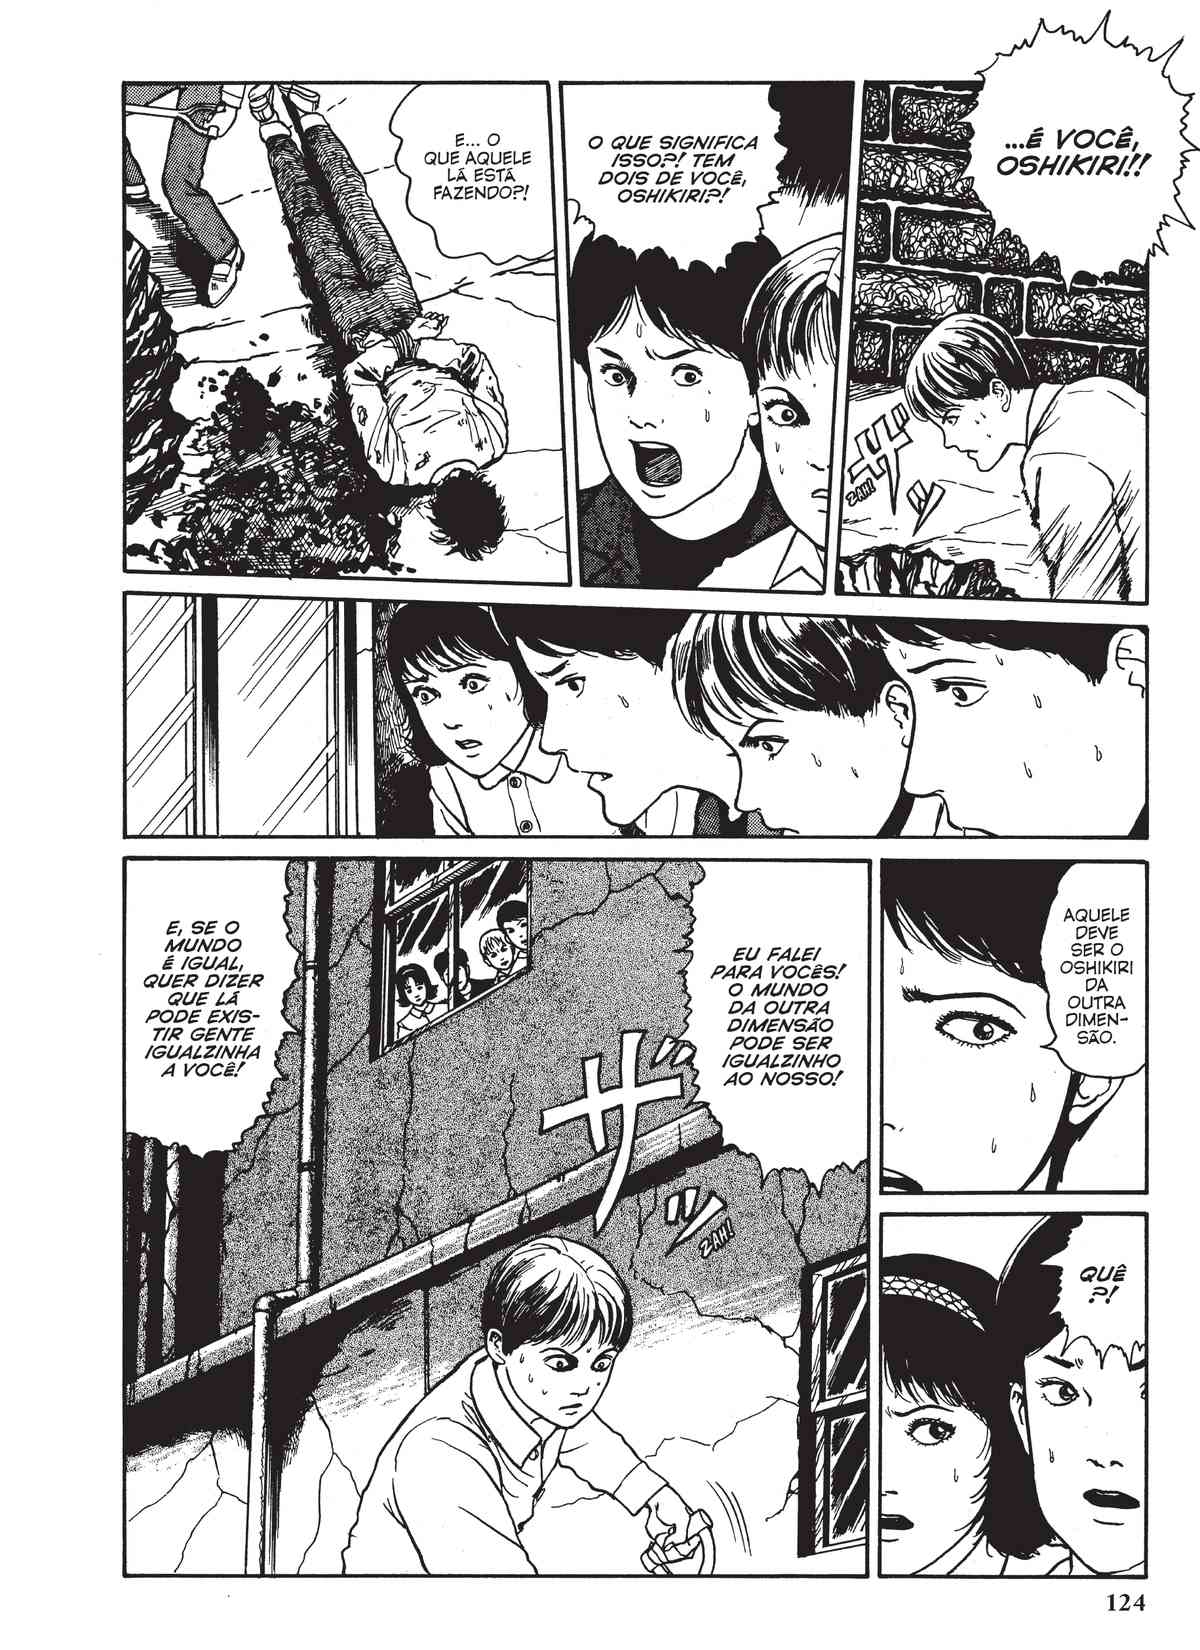 E... O
QUE AQUELE
LÁ ESTÁ
FAZENDO?!
O QUE SIGNIFICA
ISSO?! TEM
DOIS DE VOCÊ,
OSHIKIRI?!
...É VOCÊ,
OSHIKIRI!!
ザッ
ZAH!
E, SE O
MUNDO
É IGUAL,
QUER DIZER
QUE LÁ
PODE EXIS-
TIR GENTE
IGUALZINHA
A VOCÊ!
EU FALEI
PARA VOCÊS!
O MUNDO
DA OUTRA
DIMENSÃO
PODE SER
IGUALZINHO
AO NOSSO!
ザッ
ZAH!
AQUELE
DEVE
SER O
OSHIKIRI
DA
OUTRA
DIMEN-
SÃO.
QUÊ
?!
124